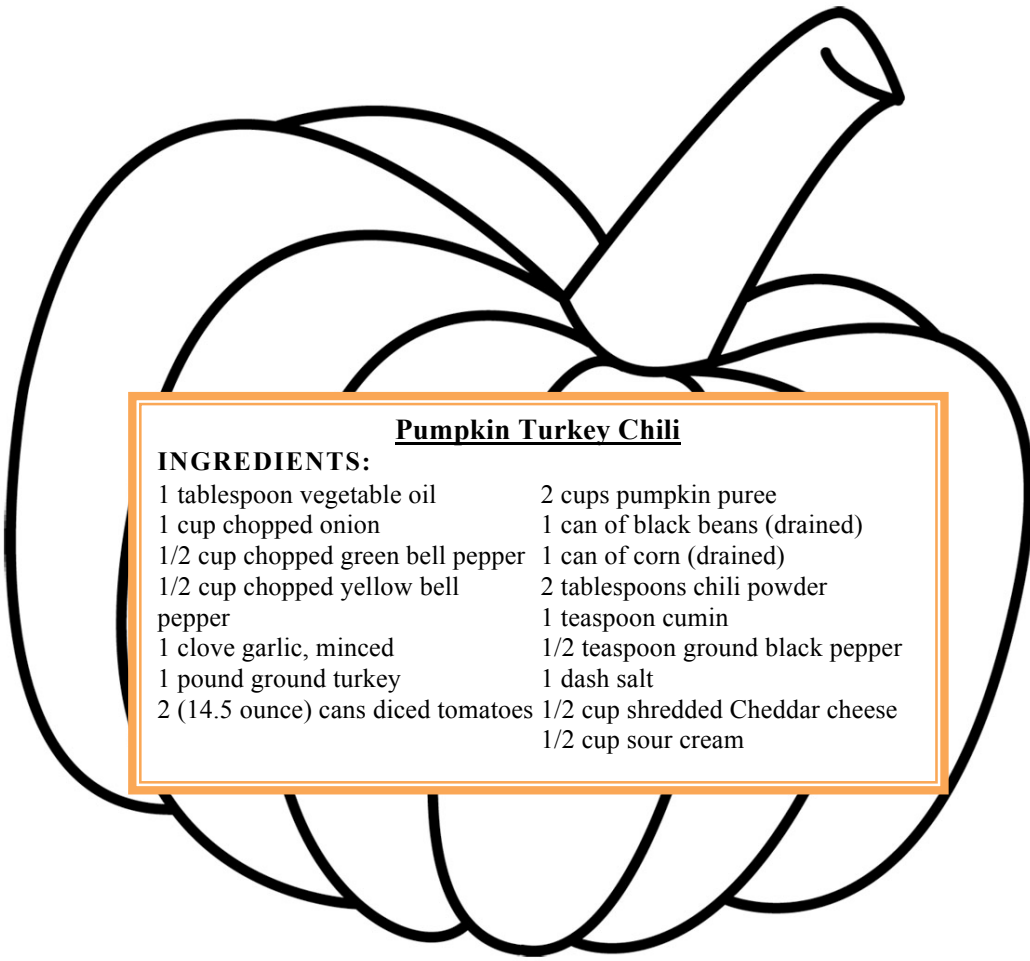 Pumpkin Turkey Chili
INGREDIENTS:
1 tablespoon vegetable oil
1 cup chopped onion
1/2 cup chopped green bell pepper
1/2 cup chopped yellow bell
pepper
1 clove garlic, minced
1 pound ground turkey
2 (14.5 ounce) cans diced tomatoes
2 cups pumpkin puree
1 can of black beans (drained)
1 can of corn (drained)
2 tablespoons chili powder
1 teaspoon cumin
1/2 teaspoon ground black pepper
1 dash salt
1/2 cup shredded Cheddar cheese
1/2 cup sour cream